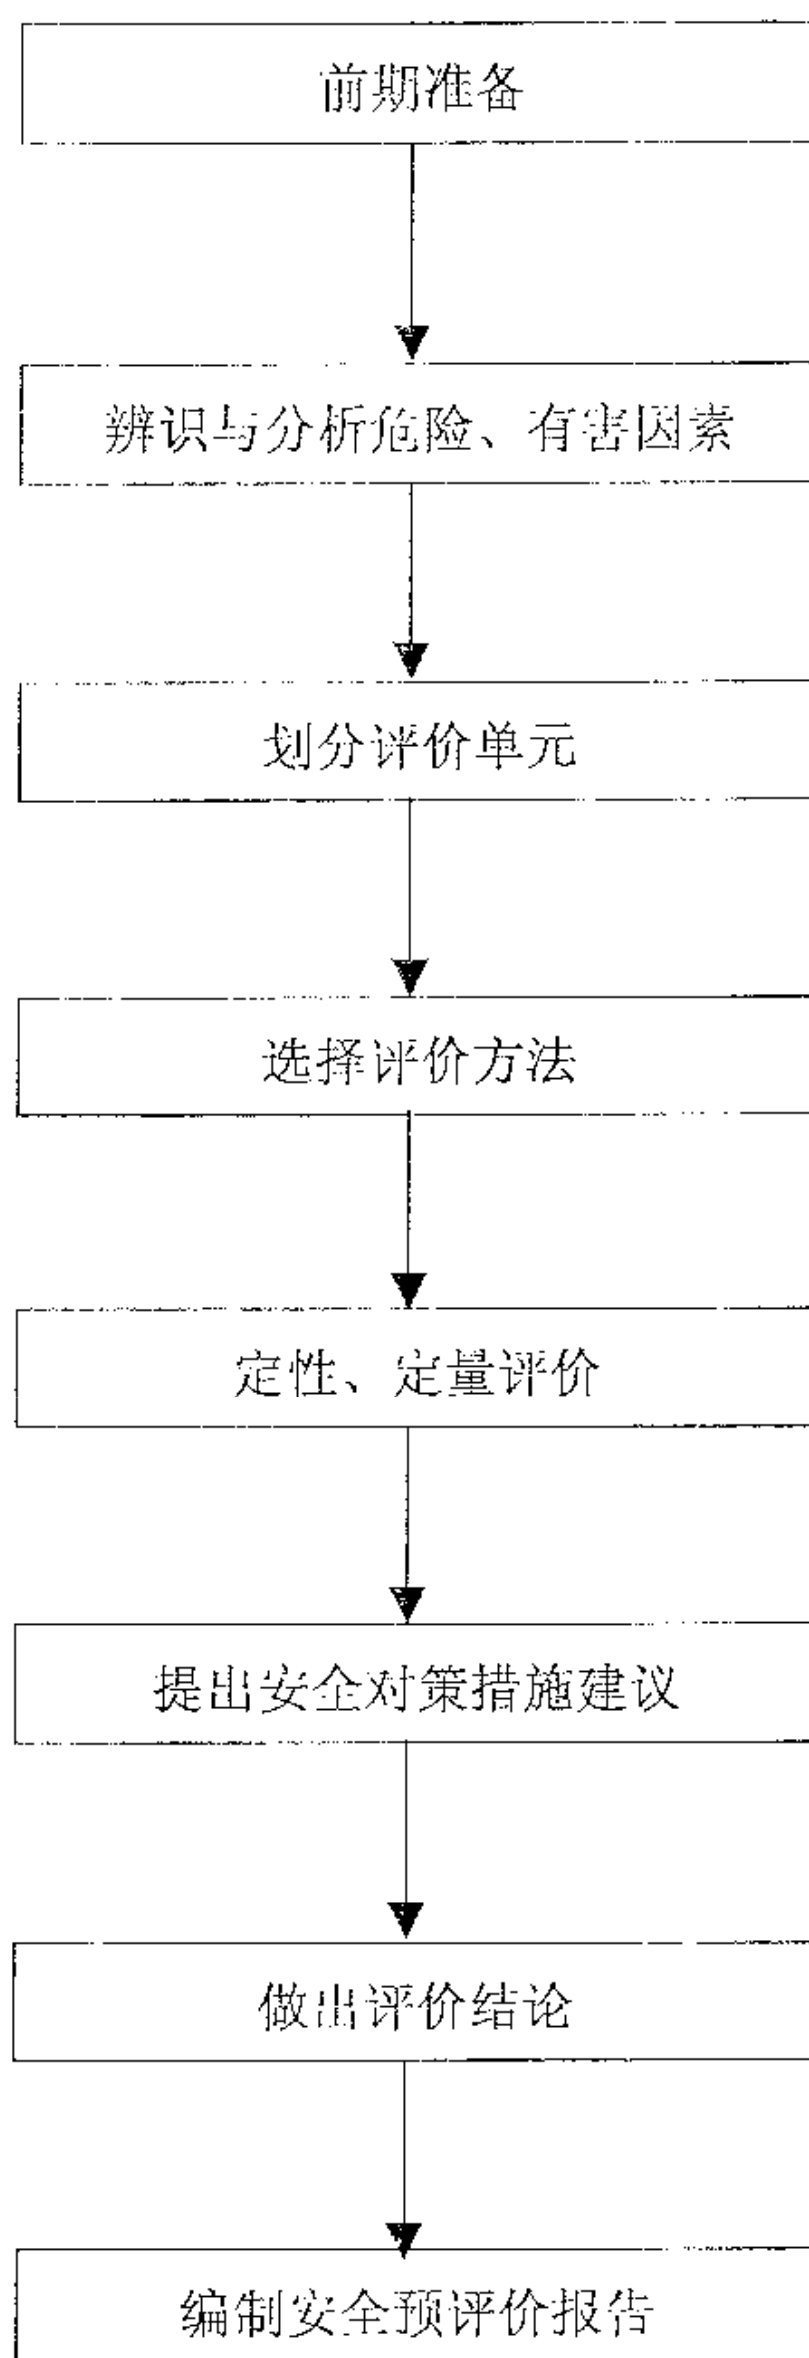 前期准备
辨识与分析危险、有害因素
划分评价单元
选择评价方法
定性、定量评价
提出安全对策措施建议
做出评价结论
编制安全预评价报告